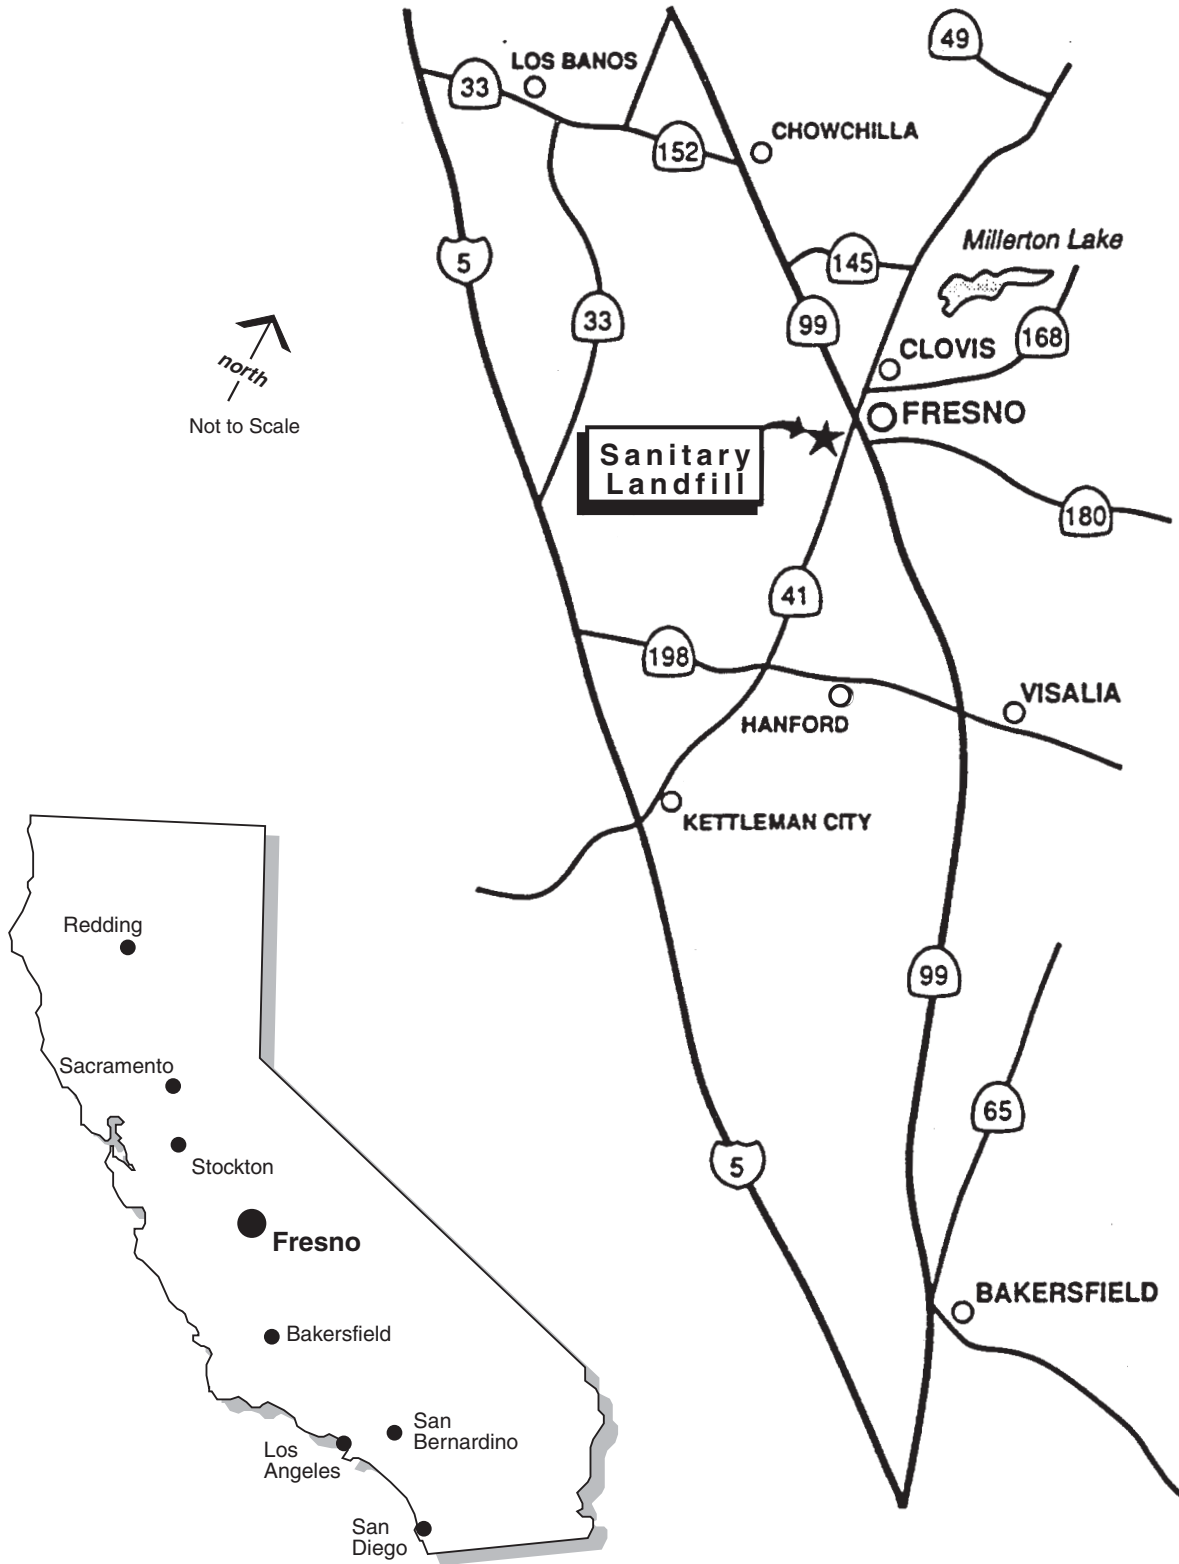 49
LOS BANOS
33
CHOWCHILLA
152
Millerton Lake
5
145
33
99
168
CLOVIS
north
FRESNO
Not to Scale
Sanitary
Landfill
180
41
198
VISALIA
HANFORD
KETTLEMAN CITY
99
65
5
BAKERSFIELD
Redding
Sacramento
Stockton
Fresno
Bakersfield
San
Bernardino
Los
Angeles
San
Diego